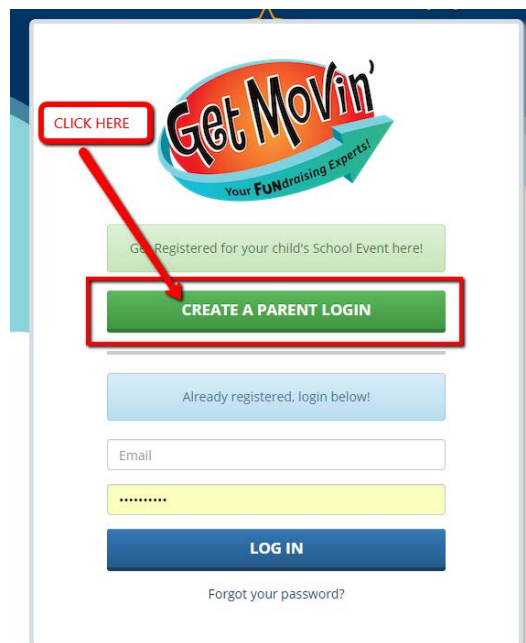 CLICK HERE
Get Movin'
Your FUNdraising Experts!
Get Registered for your child's School Event here!
CREATE A PARENT LOGIN
Already registered, login below!
Email
••••••••••
LOG IN
Forgot your password?